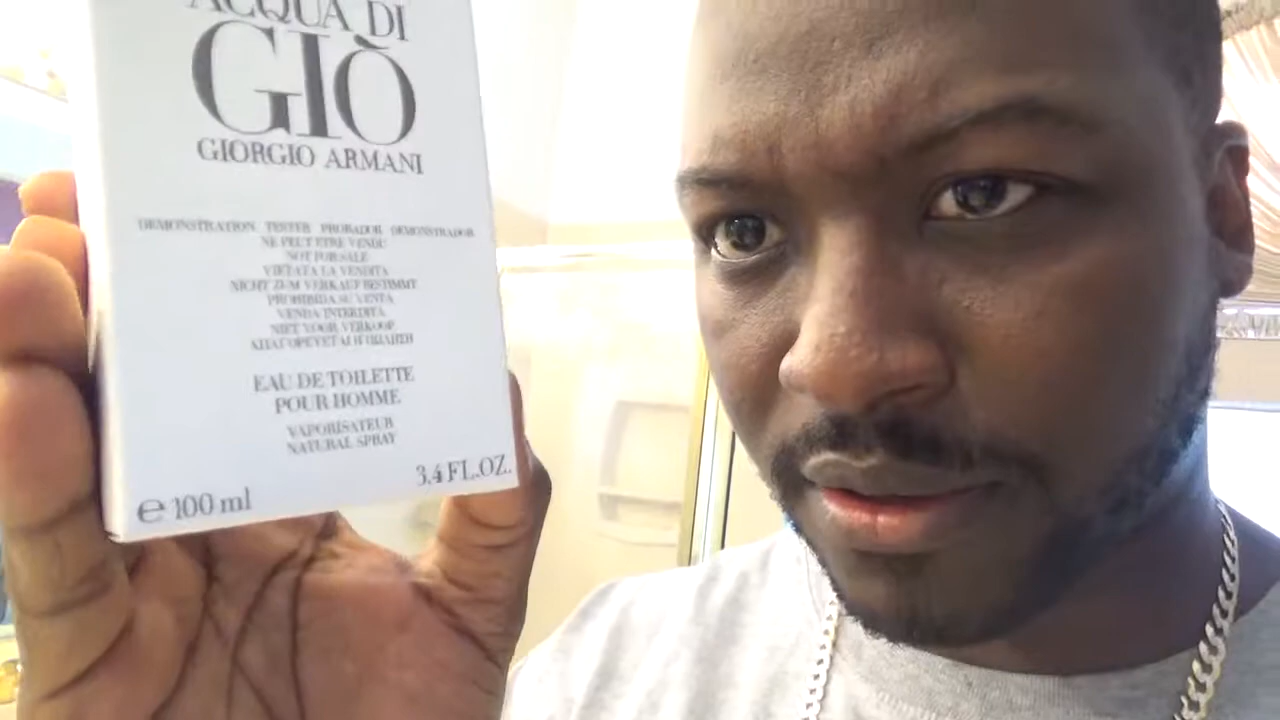 ACQUA DI
GIÒ
GIORGIO ARMANI
DEMONSTRATION TESTER PROBADOR DEMONSTRADOR
NE PEUT ETRE VENDU
NOT FOR SALE
VIETATA LA VENDITA
NICHT ZUM VERKAUF BESTIMMT
PROHIBIDA SU VENTA
VENDA INTERDITA
NIET VOOR VERKOOP
EAU DE TOILETTE
POUR HOMME
VAPORISATEUR
NATURAL SPRAY
3.4 FL.OZ.
e 100 ml